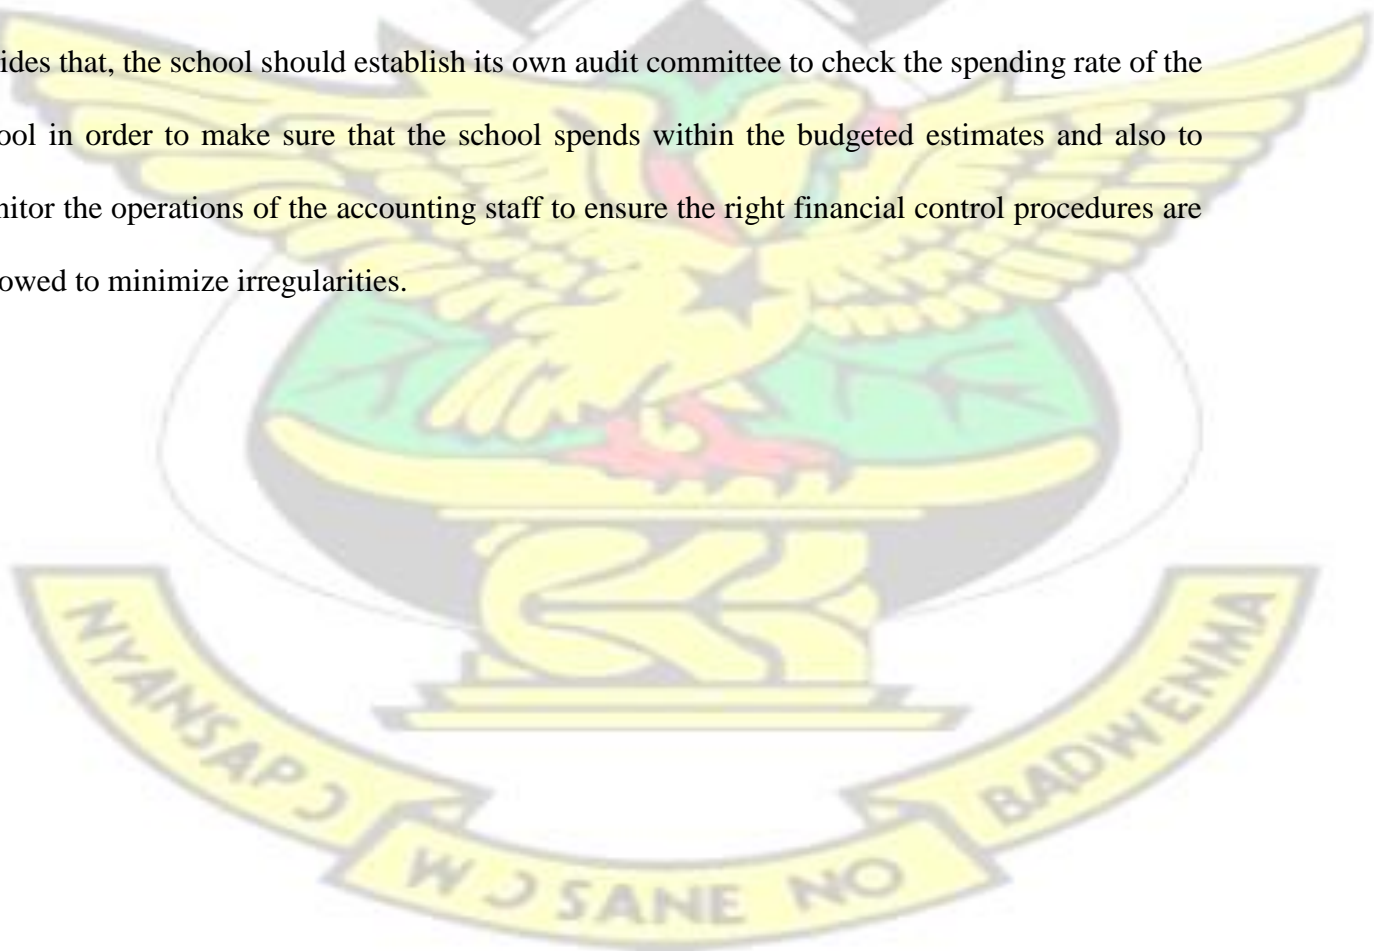 ides that, the school should establish its own audit committee to check the spending rate of the
ool in order to make sure that the school spends within the budgeted estimates and also to
nitor the operations of the accounting staff to ensure the right financial control procedures are
owed to minimize irregularities.
NYANSAPƆ WƆSANE NO BADWENMA